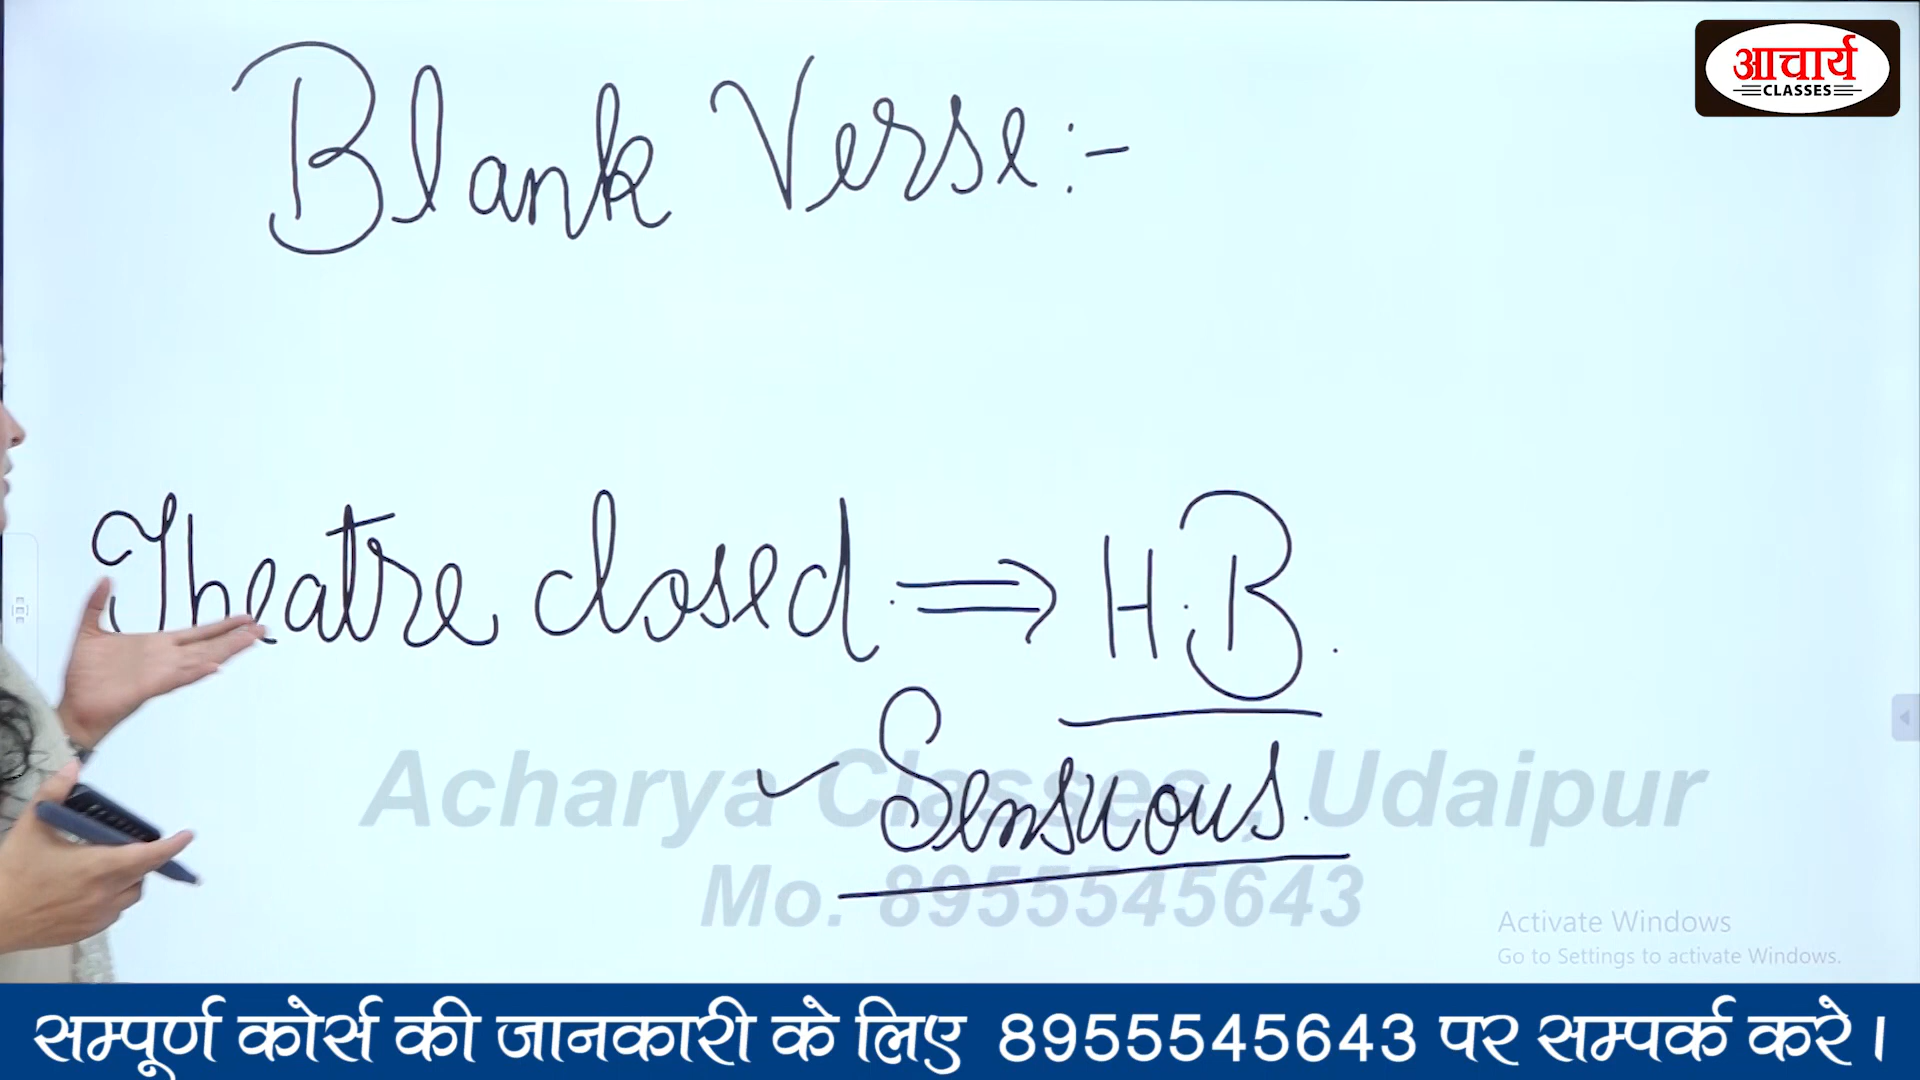 आचार्य
CLASSES
Blank Verse:-
Theatre closed. ⇒ H.B.
✓ Sensuous.
Acharya Classes, Udaipur
Mo. 8955545643
Activate Windows
Go to Settings to activate Windows.
सम्पूर्ण कोर्स की जानकारी के लिए 8955545643 पर सम्पर्क करे।